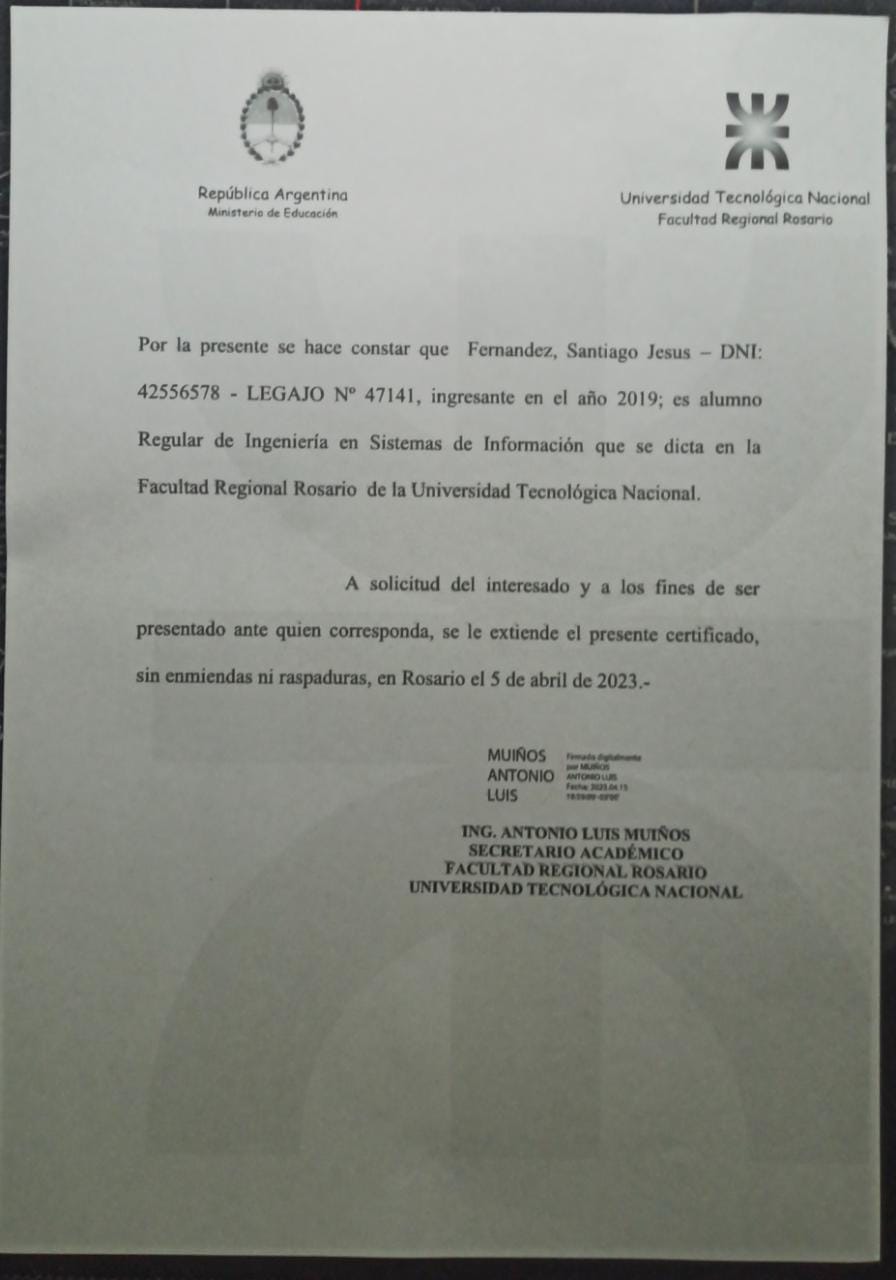 República Argentina
Ministerio de Educación
Universidad Tecnológica Nacional
Facultad Regional Rosario
Por la presente se hace constar que Fernandez, Santiago Jesus – DNI:
42556578 - LEGAJO Nº 47141, ingresante en el año 2019; es alumno
Regular de Ingeniería en Sistemas de Información que se dicta en la
Facultad Regional Rosario de la Universidad Tecnológica Nacional.
A solicitud del interesado y a los fines de ser
presentado ante quien corresponda, se le extiende el presente certificado,
sin enmiendas ni raspaduras, en Rosario el 5 de abril de 2023.-
MUIÑOS
ANTONIO
LUIS
Firmado digitalmente
por MUIÑOS
ANTONIO LUIS
Fecha: 2023.04.13
ING. ANTONIO LUIS MUIÑOS
SECRETARIO ACADÉMICO
FACULTAD REGIONAL ROSARIO
UNIVERSIDAD TECNOLÓGICA NACIONAL